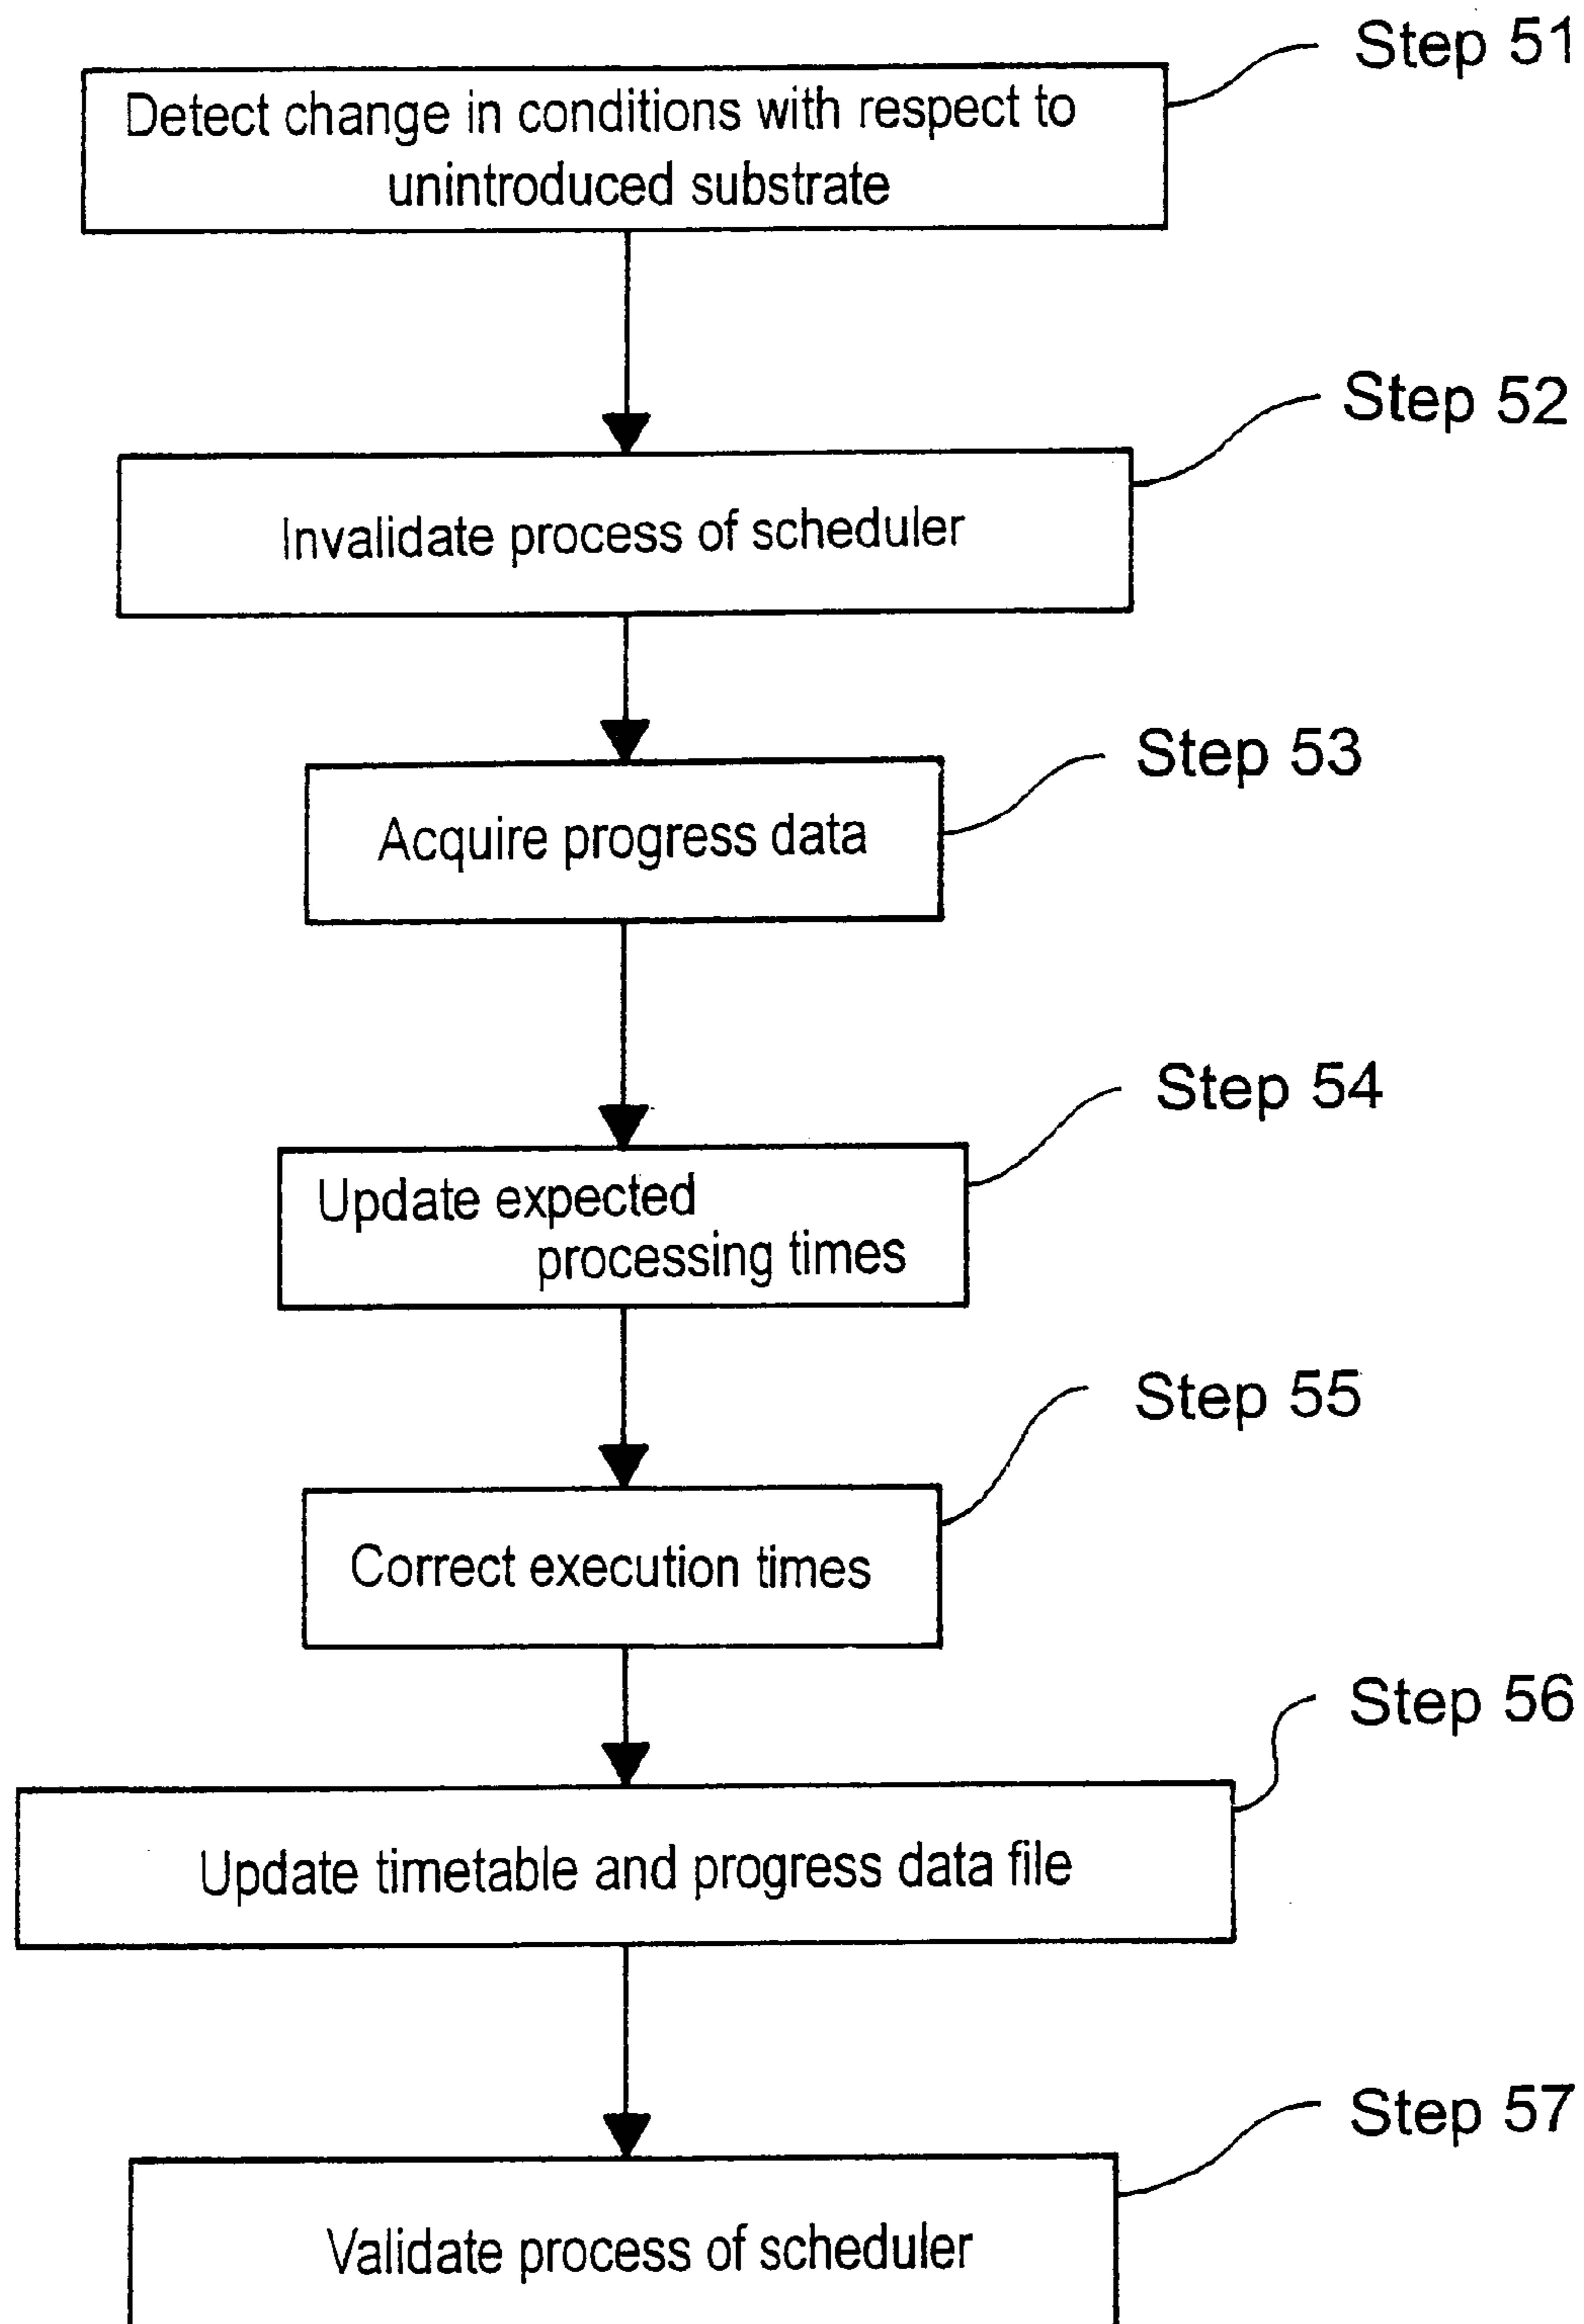 Step 51
Detect change in conditions with respect to
unintroduced substrate
Step 52
Invalidate process of scheduler
Step 53
Acquire progress data
Step 54
Update expected
processing times
Step 55
Correct execution times
Step 56
Update timetable and progress data file
Step 57
Validate process of scheduler